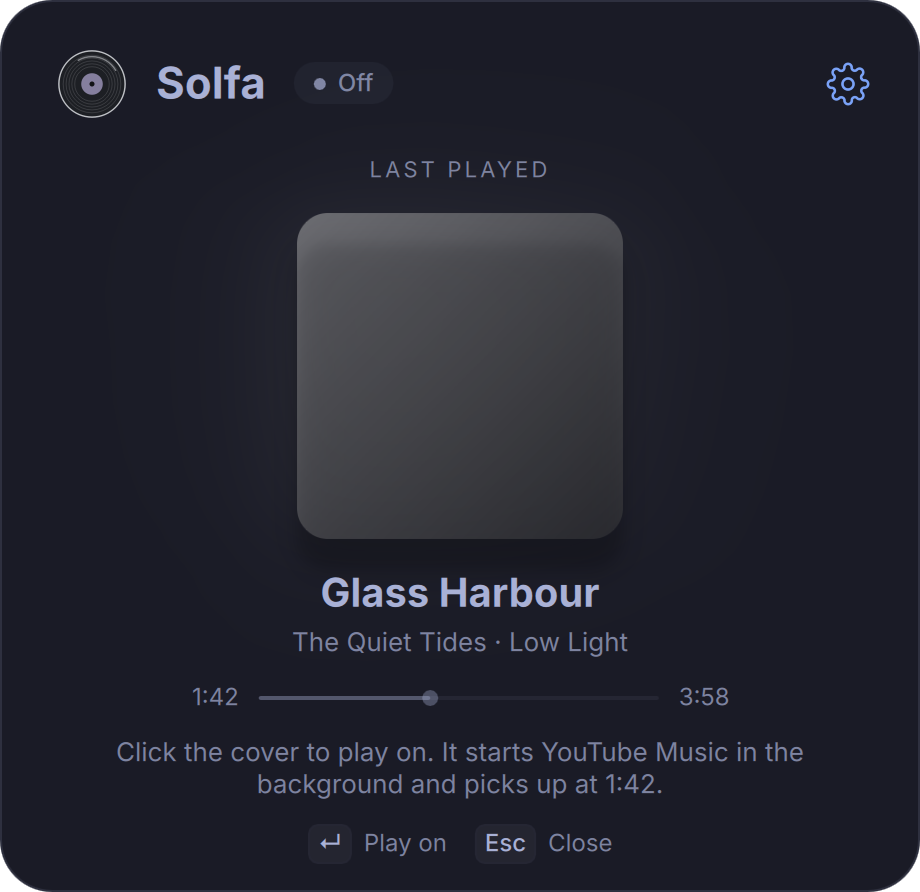 Solfa
Off
LAST PLAYED
Glass Harbour
The Quiet Tides · Low Light
1:42
3:58
Click the cover to play on. It starts YouTube Music in the
background and picks up at 1:42.
↵ Play on
Esc Close